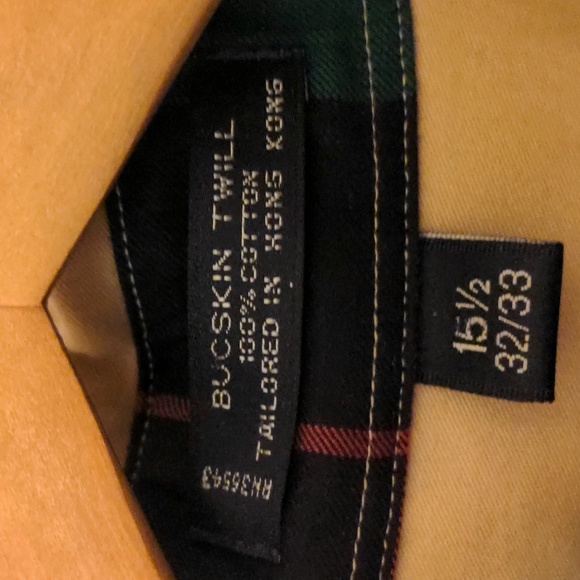 BUCSKIN TWILL
100% COTTON
TAILORED IN HONG KONG
RN36543
15½
32/33